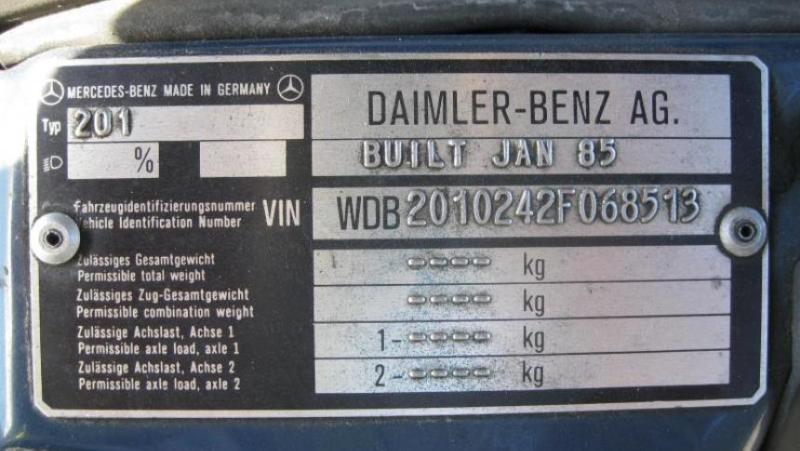 MERCEDES-BENZ MADE IN GERMANY
DAIMLER-BENZ AG.
Typ 201
BUILT JAN 85
%
Fahrzeugidentifizierungsnummer
Vehicle Identification Number
VIN
WDB2010242F068513
Zulässiges Gesamtgewicht
Permissible total weight
---- kg
Zulässiges Zug-Gesamtgewicht
Permissible combination weight
---- kg
Zulässige Achslast, Achse 1
Permissible axle load, axle 1
1- ---- kg
Zulässige Achslast, Achse 2
Permissible axle load, axle 2
2- ---- kg